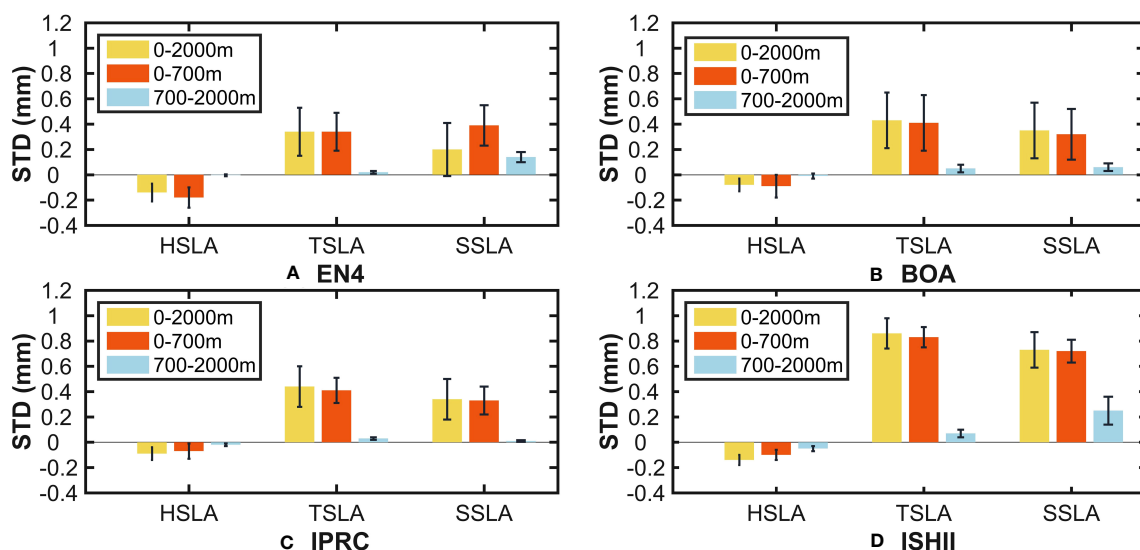 1.2
1
0.8
0.6
0.4
0.2
0
-0.2
-0.4
STD (mm)
0-2000m
0-700m
700-2000m
HSLA TSLA SSLA
A EN4
1.2
1
0.8
0.6
0.4
0.2
0
-0.2
-0.4
STD (mm)
0-2000m
0-700m
700-2000m
HSLA TSLA SSLA
B BOA
1.2
1
0.8
0.6
0.4
0.2
0
-0.2
-0.4
STD (mm)
0-2000m
0-700m
700-2000m
HSLA TSLA SSLA
C IPRC
1.2
1
0.8
0.6
0.4
0.2
0
-0.2
-0.4
STD (mm)
0-2000m
0-700m
700-2000m
HSLA TSLA SSLA
D ISHII